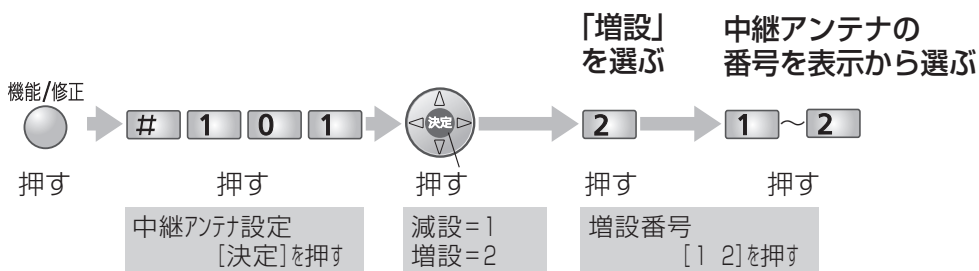 「増設」
を選ぶ
中継アンテナの
番号を表示から選ぶ
機能/修正
# 1 0 1
決定
2
1 ~ 2
押す 押す 押す 押す 押す
中継ｱﾝﾃﾅ設定
[決定]を押す
減設=1
増設=2
増設番号
[1 2]を押す